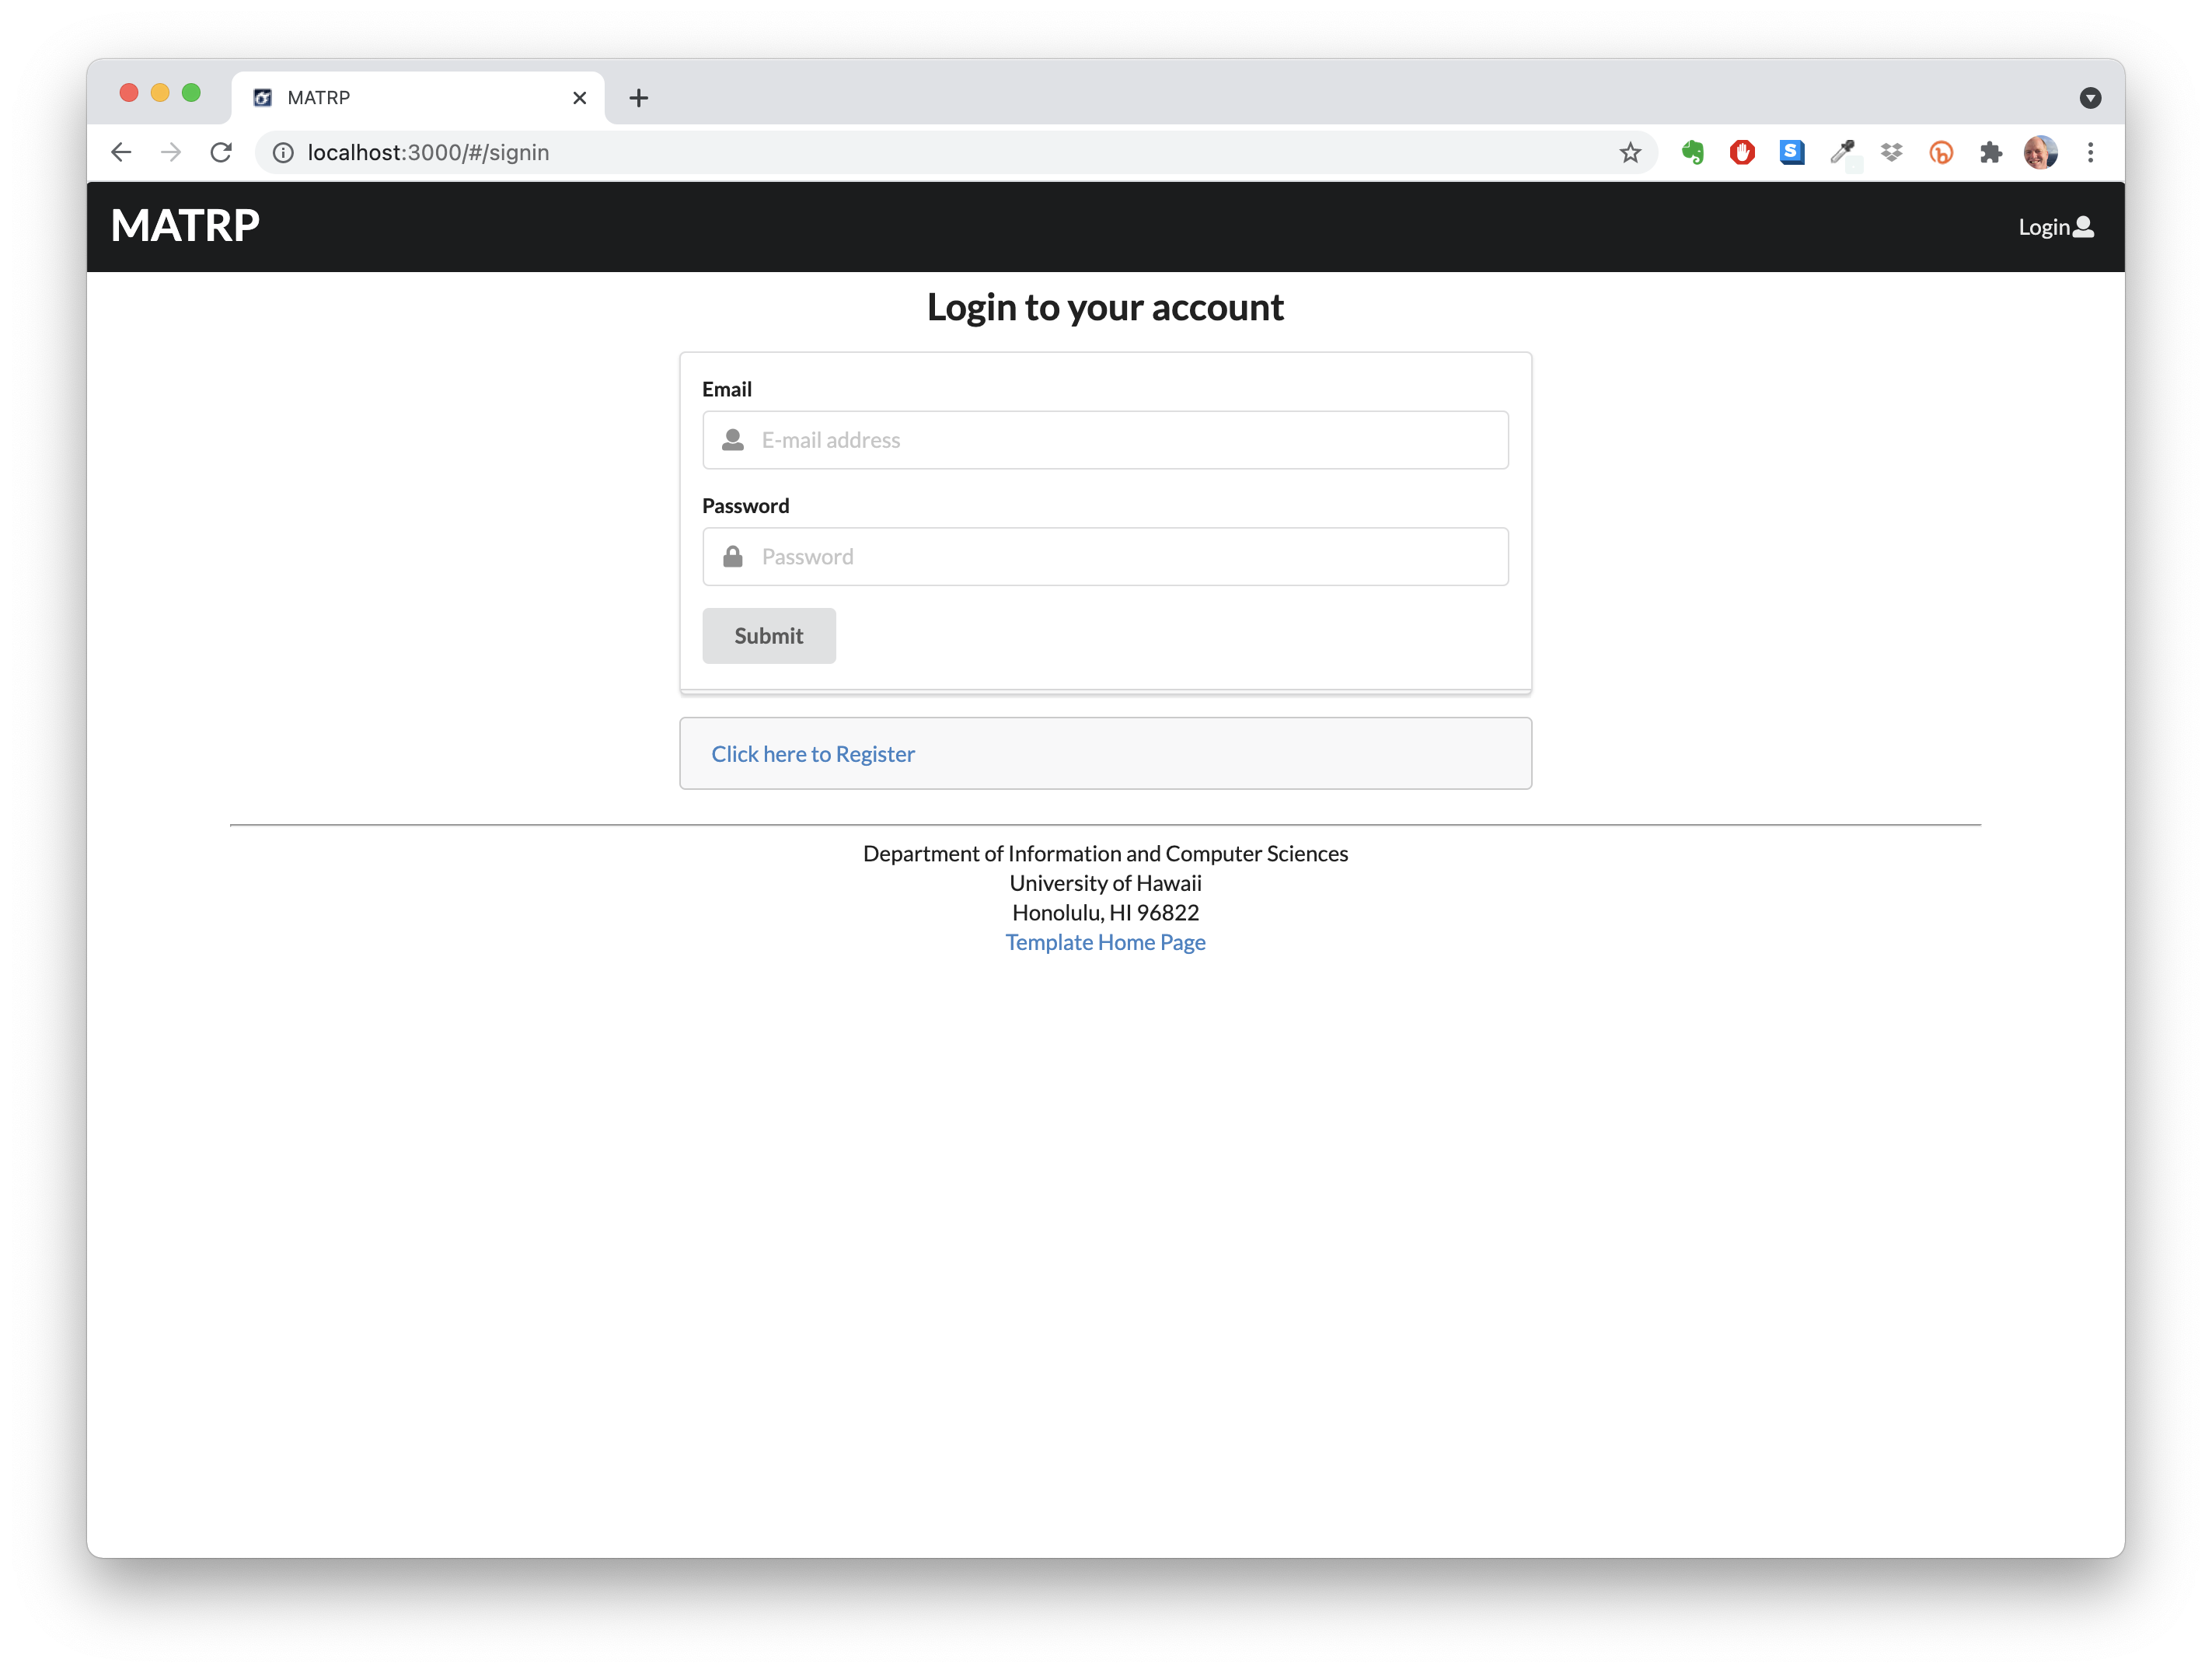 MATRP
localhost:3000/#/signin
S
b
MATRP
Login
Login to your account
Email
E-mail address
Password
Password
Submit
Click here to Register
Department of Information and Computer Sciences
University of Hawaii
Honolulu, HI 96822
Template Home Page